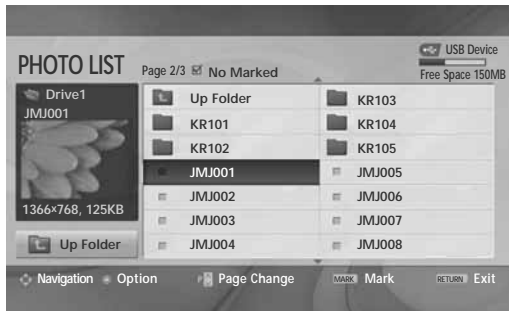 PHOTO LIST
Page 2/3 No Marked
USB Device
Free Space 150MB
Drive1
JMJ001
1366×768, 125KB
Up Folder
Up Folder
KR101
KR102
JMJ001
JMJ002
JMJ003
JMJ004
KR103
KR104
KR105
JMJ005
JMJ006
JMJ007
JMJ008
Navigation Option Page Change MARK Mark RETURN Exit